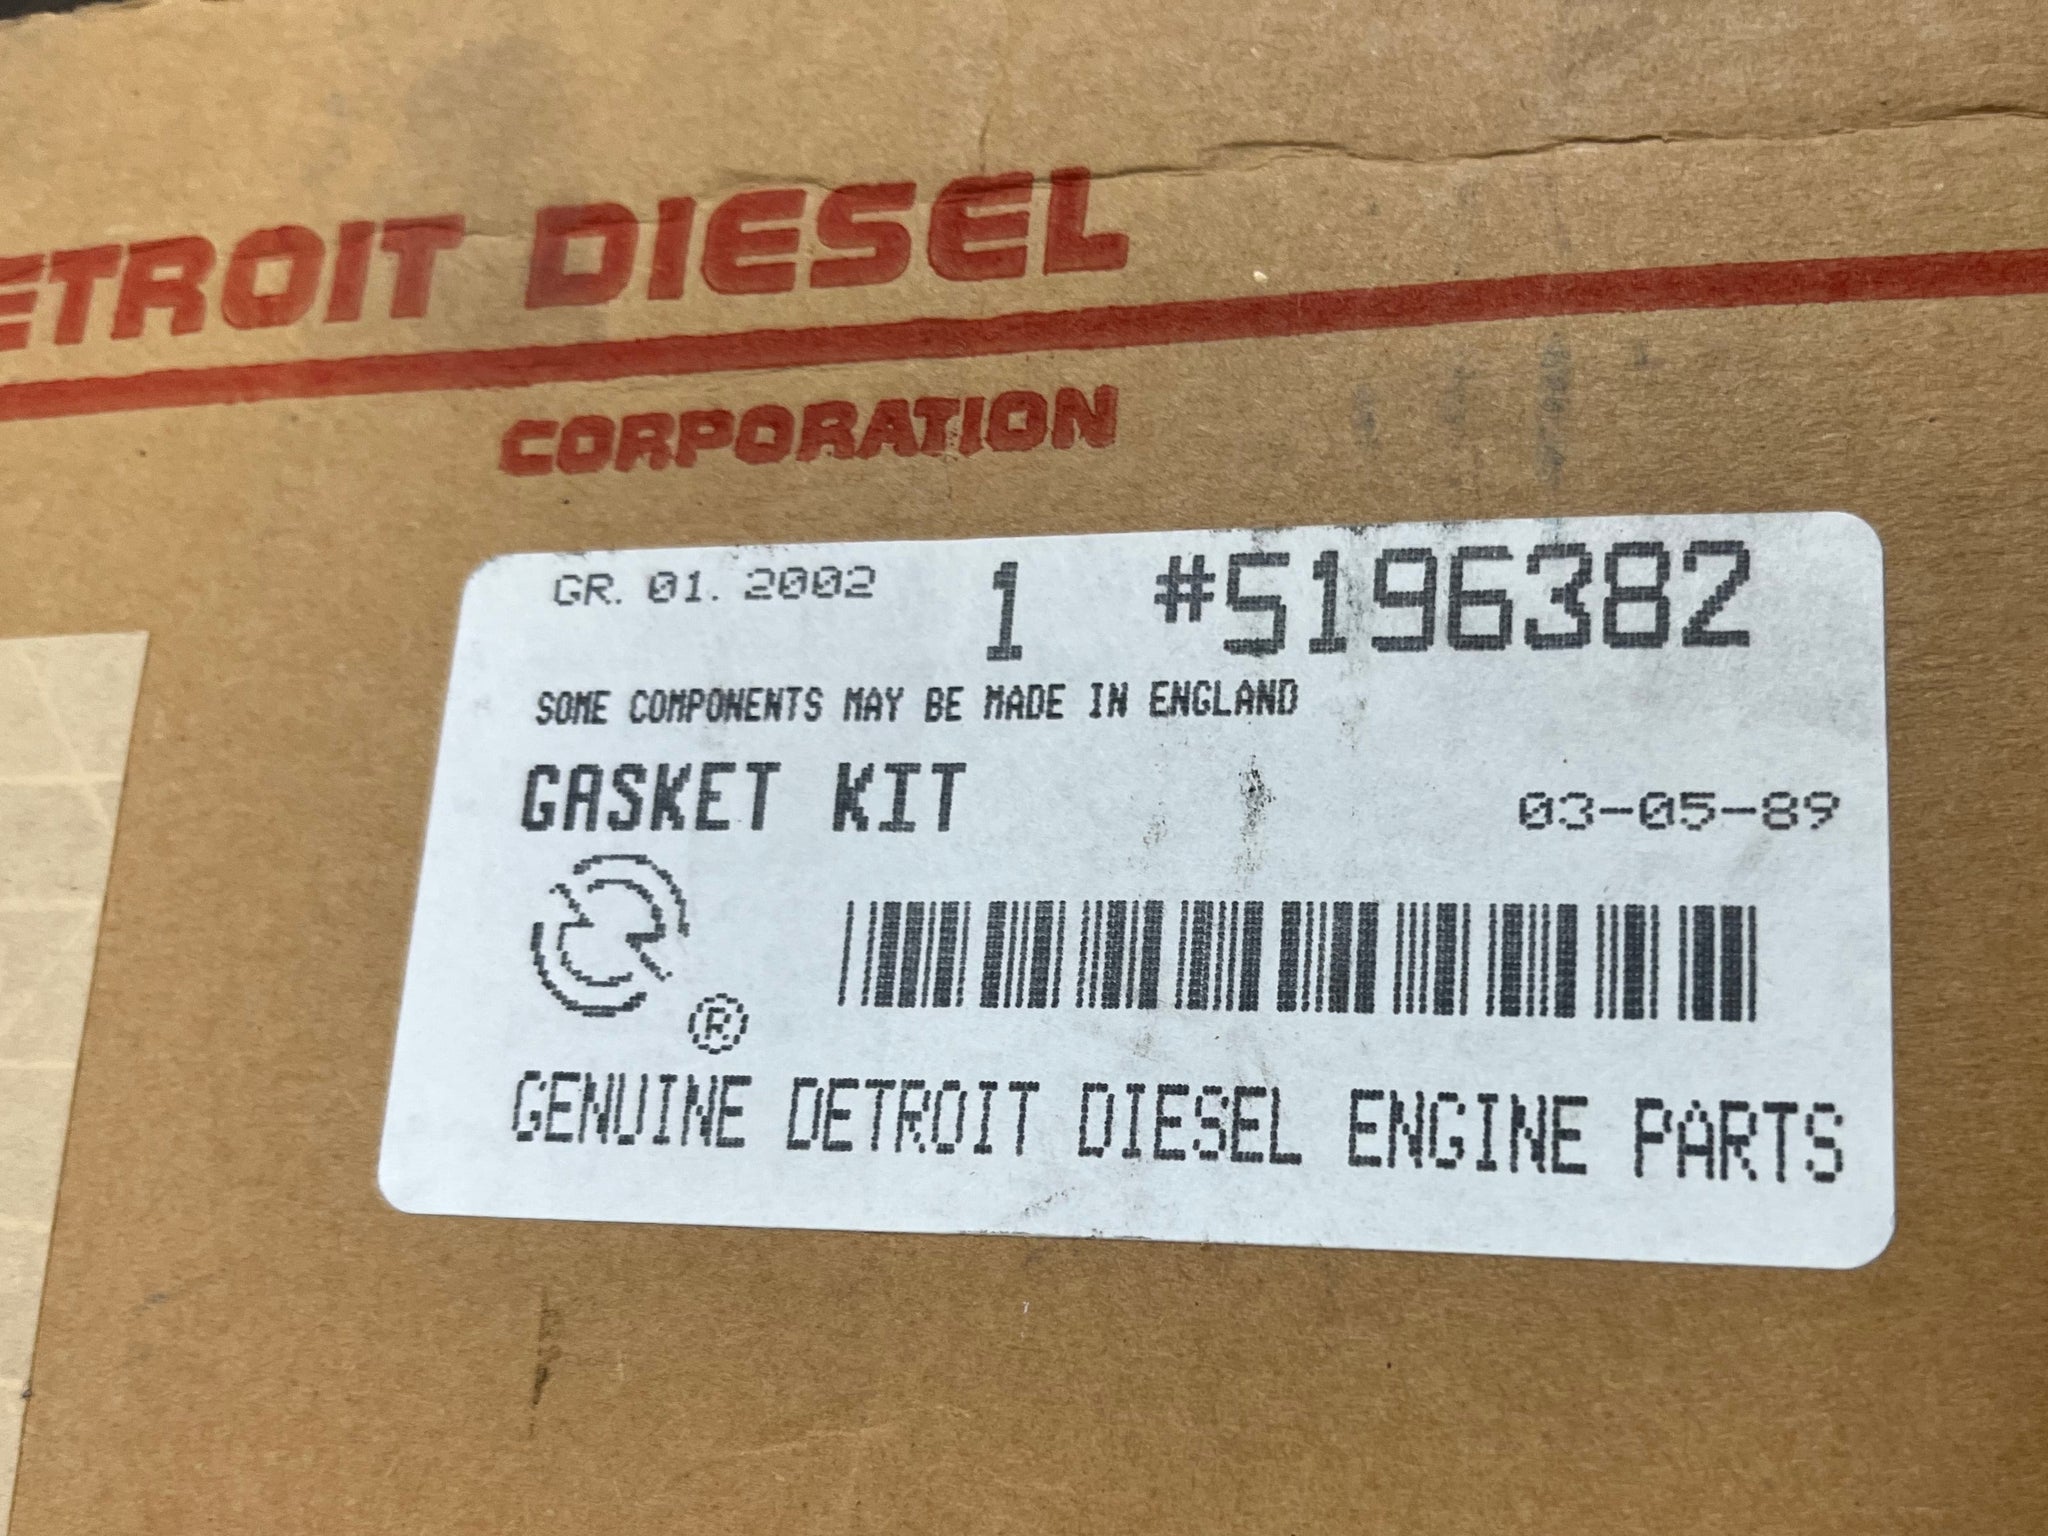 ETROIT DIESEL
CORPORATION
GR. 01. 2002 1 #5196382
SOME COMPONENTS MAY BE MADE IN ENGLAND
GASKET KIT 03-05-89
®
GENUINE DETROIT DIESEL ENGINE PARTS